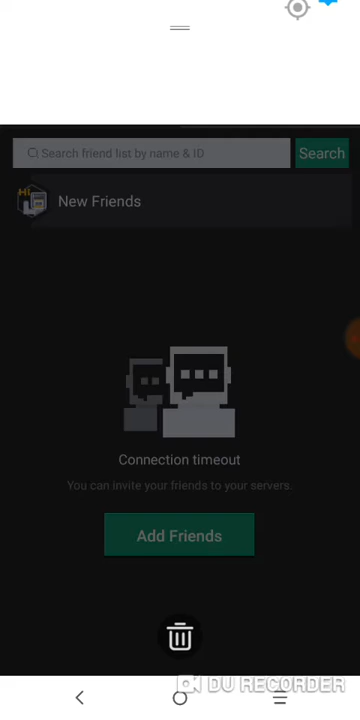 Search friend list by name & ID
Search
HI
New Friends
Connection timeout
You can invite your friends to your servers.
Add Friends
DU RECORDER